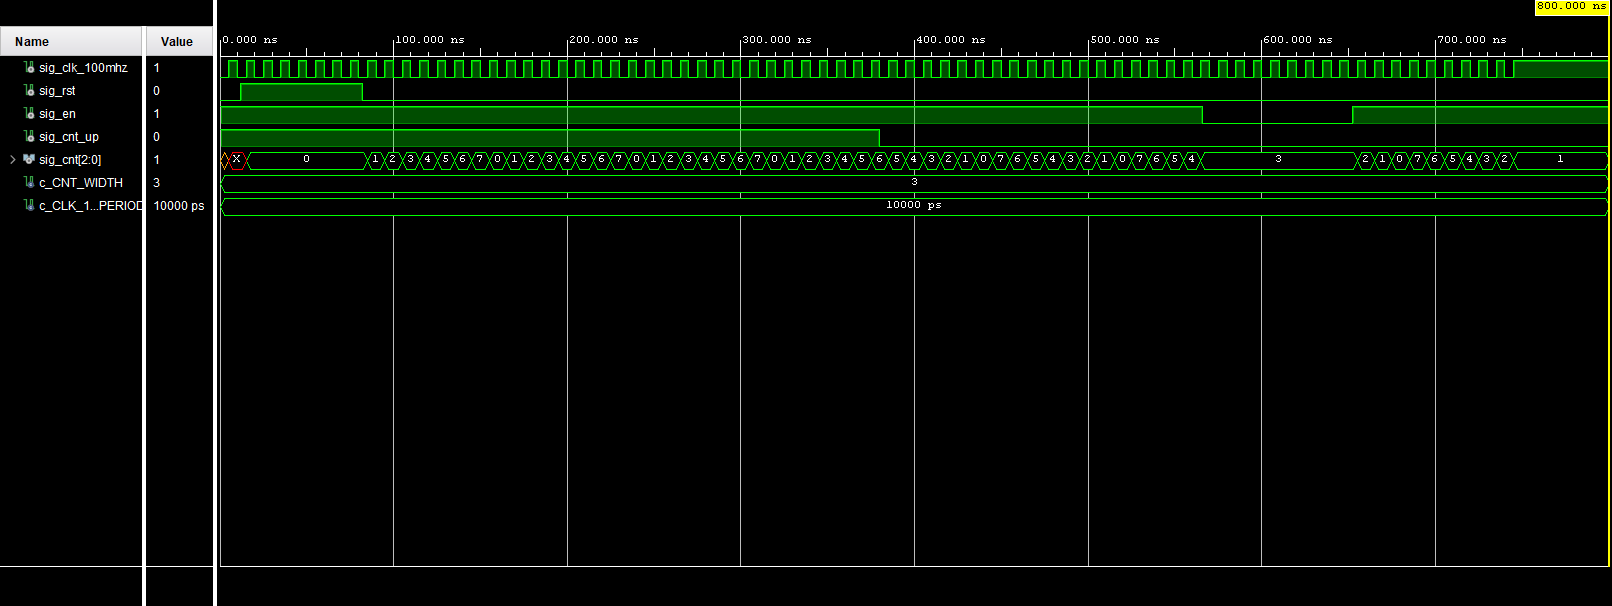 800.000 ns
Name Value
0.000 ns 100.000 ns 200.000 ns 300.000 ns 400.000 ns 500.000 ns 600.000 ns 700.000 ns
sig_clk_100mhz 1
sig_rst 0
sig_en 1
sig_cnt_up 0
sig_cnt[2:0] 1 X 0 1 2 3 4 5 6 7 0 1 2 3 4 5 6 7 0 1 2 3 4 5 6 7 0 1 2 3 4 5 6 5 4 3 2 1 0 7 6 5 4 3 2 1 0 7 6 5 4 3 2 1 0 7 6 5 4 3 2 1
c_CNT_WIDTH 3 3
c_CLK_1...PERIOD 10000 ps 10000 ps